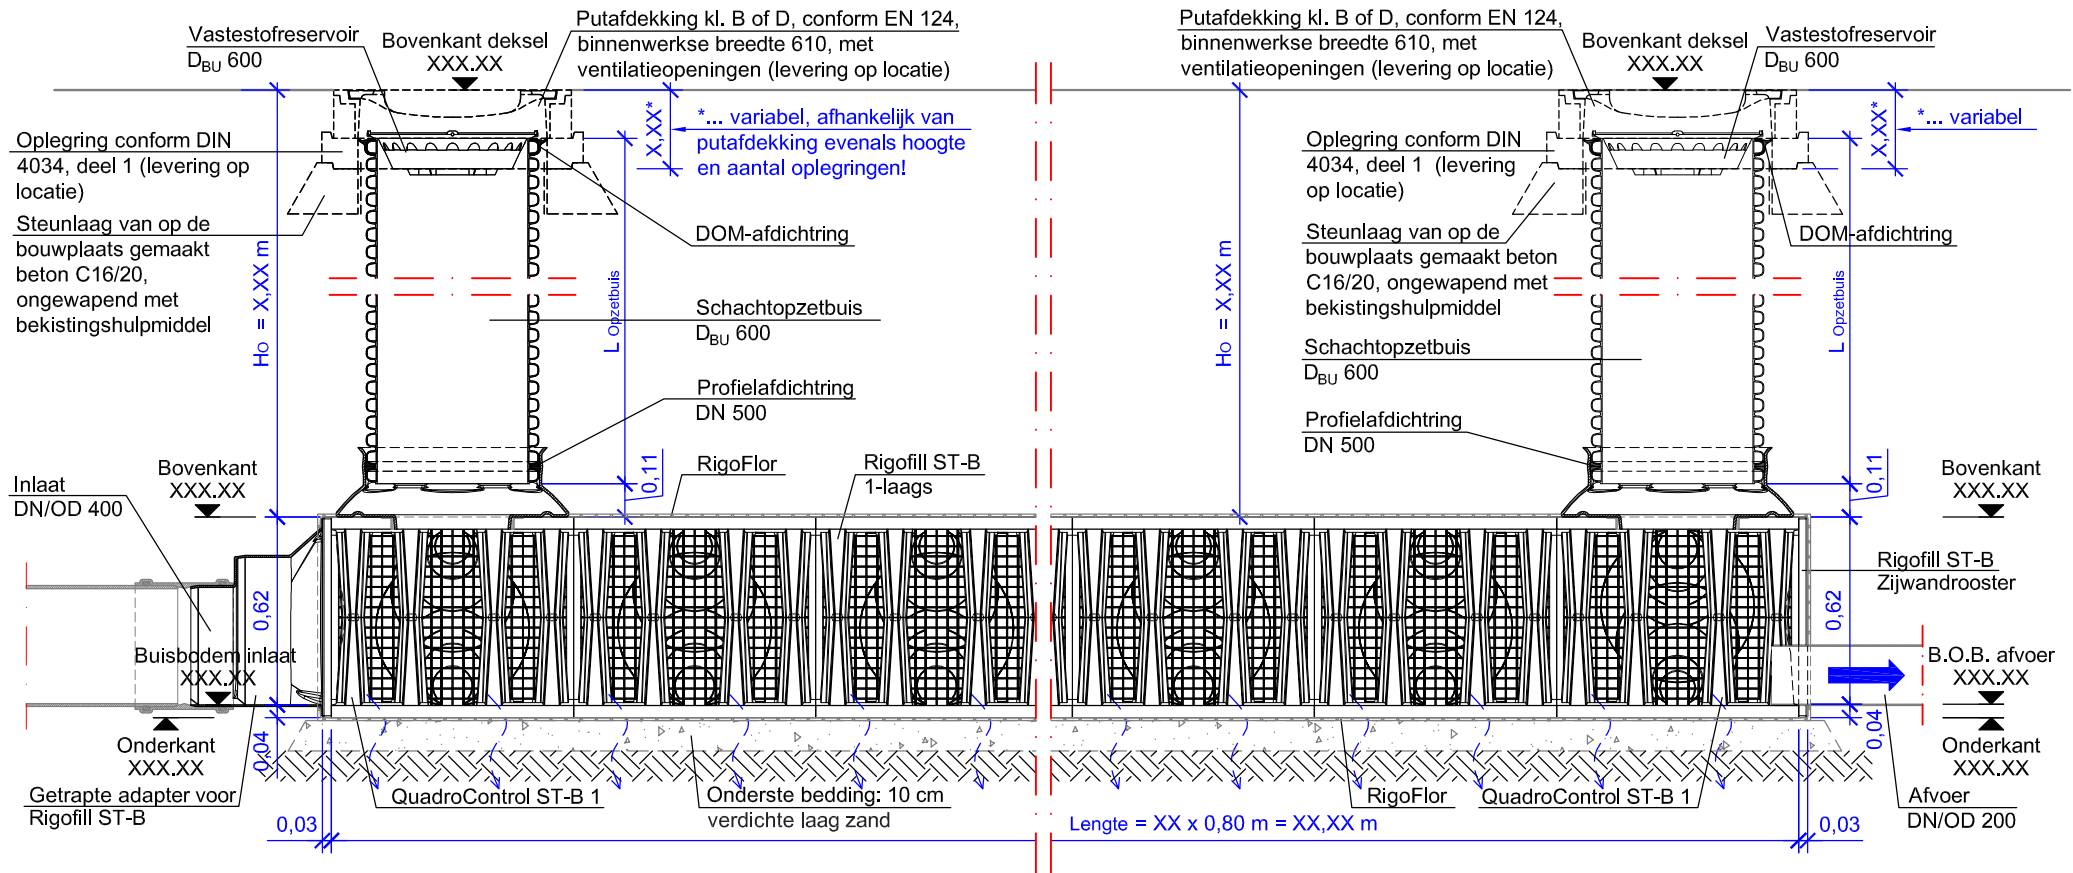 Vastestofreservoir
D_BU 600
Bovenkant deksel
XXX.XX
Putafdekking kl. B of D, conform EN 124,
binnenwerkse breedte 610, met
ventilatieopeningen (levering op locatie)
*... variabel, afhankelijk van
putafdekking evenals hoogte
en aantal oplegringen!
X,XX*
Oplegring conform DIN
4034, deel 1 (levering op
locatie)
Steunlaag van op de
bouwplaats gemaakt
beton C16/20,
ongewapend met
bekistingshulpmiddel
Ho = X,XX m
L Opzetbuis
DOM-afdichtring
Schachtopzetbuis
D_BU 600
Profielafdichtring
DN 500
0,11
RigoFlor
Rigofill ST-B
1-laags
Bovenkant
XXX.XX
Inlaat
DN/OD 400
0,62
Buisbodem inlaat
XXX.XX
Onderkant
XXX.XX
0,04
Getrapte adapter voor
Rigofill ST-B
QuadroControl ST-B 1
Onderste bedding: 10 cm
verdichte laag zand
0,03
Putafdekking kl. B of D, conform EN 124,
binnenwerkse breedte 610, met
ventilatieopeningen (levering op locatie)
Bovenkant deksel
XXX.XX
Vastestofreservoir
D_BU 600
X,XX*
*... variabel
Oplegring conform DIN
4034, deel 1 (levering
op locatie)
Steunlaag van op de
bouwplaats gemaakt beton
C16/20, ongewapend met
bekistingshulpmiddel
Ho = X,XX m
L Opzetbuis
DOM-afdichtring
Schachtopzetbuis
D_BU 600
Profielafdichtring
DN 500
0,11
Bovenkant
XXX.XX
Rigofill ST-B
Zijwandrooster
0,62
B.O.B. afvoer
XXX.XX
0,04
Onderkant
XXX.XX
RigoFlor
QuadroControl ST-B 1
Afvoer
DN/OD 200
Lengte = XX x 0,80 m = XX,XX m
0,03